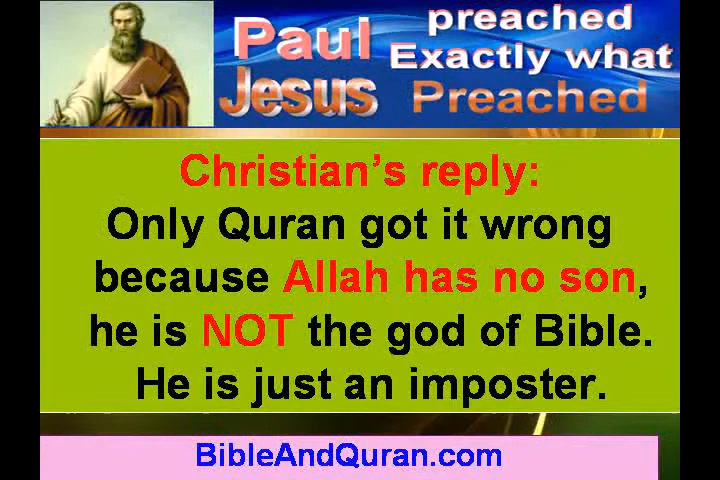 Paul preached
Exactly what
Jesus Preached
Christian's reply:
Only Quran got it wrong
because Allah has no son,
he is NOT the god of Bible.
He is just an imposter.
BibleAndQuran.com